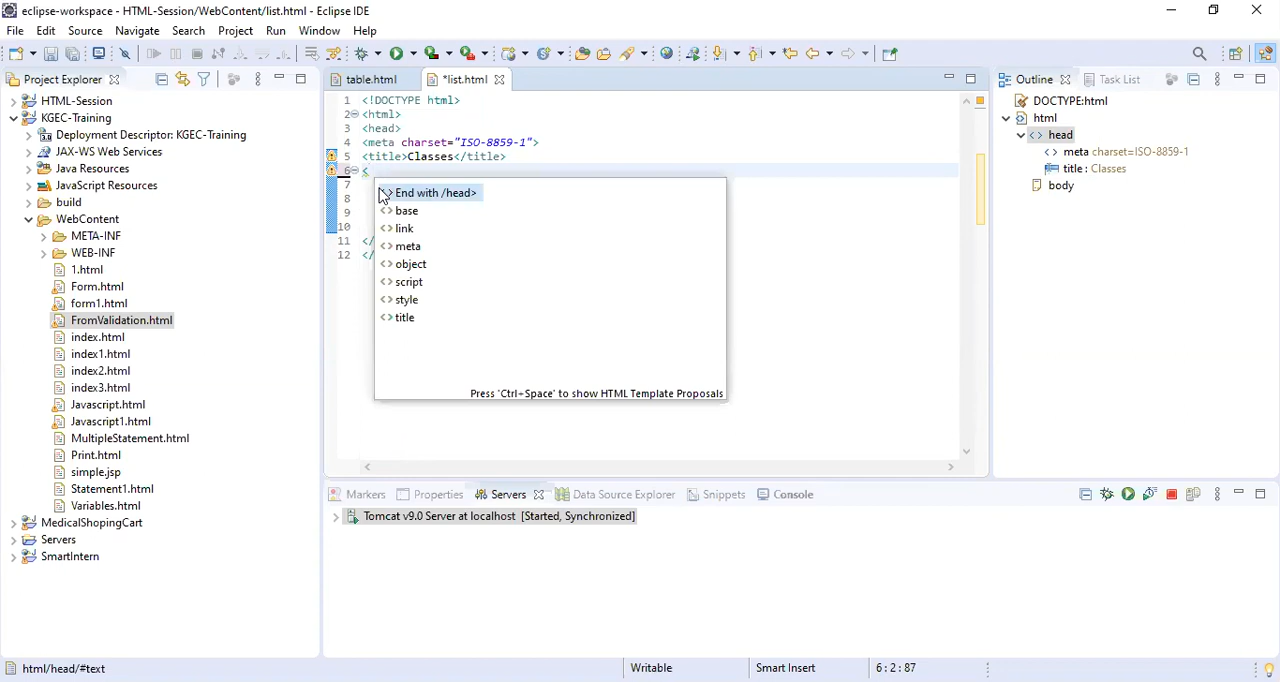 eclipse-workspace - HTML-Session/WebContent/list.html - Eclipse IDE
File Edit Source Navigate Search Project Run Window Help
Project Explorer
HTML-Session
KGEC-Training
Deployment Descriptor: KGEC-Training
JAX-WS Web Services
Java Resources
JavaScript Resources
build
WebContent
META-INF
WEB-INF
1.html
Form.html
form1.html
FromValidation.html
index.html
index1.html
index2.html
index3.html
Javascript.html
Javascript1.html
MultipleStatement.html
Print.html
simple.jsp
Statement1.html
Variables.html
MedicalShopingCart
Servers
SmartIntern
table.html *list.html
1 <!DOCTYPE html>
2 <html>
3 <head>
4 <meta charset="ISO-8859-1">
5 <title>Classes</title>
6 <
7
8
9
10
11 </
12 </
<> End with /head>
<> base
<> link
<> meta
<> object
<> script
<> style
<> title
Press 'Ctrl+Space' to show HTML Template Proposals
Outline Task List
DOCTYPE:html
html
<> head
<> meta charset=ISO-8859-1
title : Classes
body
Markers Properties Servers Data Source Explorer Snippets Console
Tomcat v9.0 Server at localhost [Started, Synchronized]
html/head/#text Writable Smart Insert 6 : 2 : 87